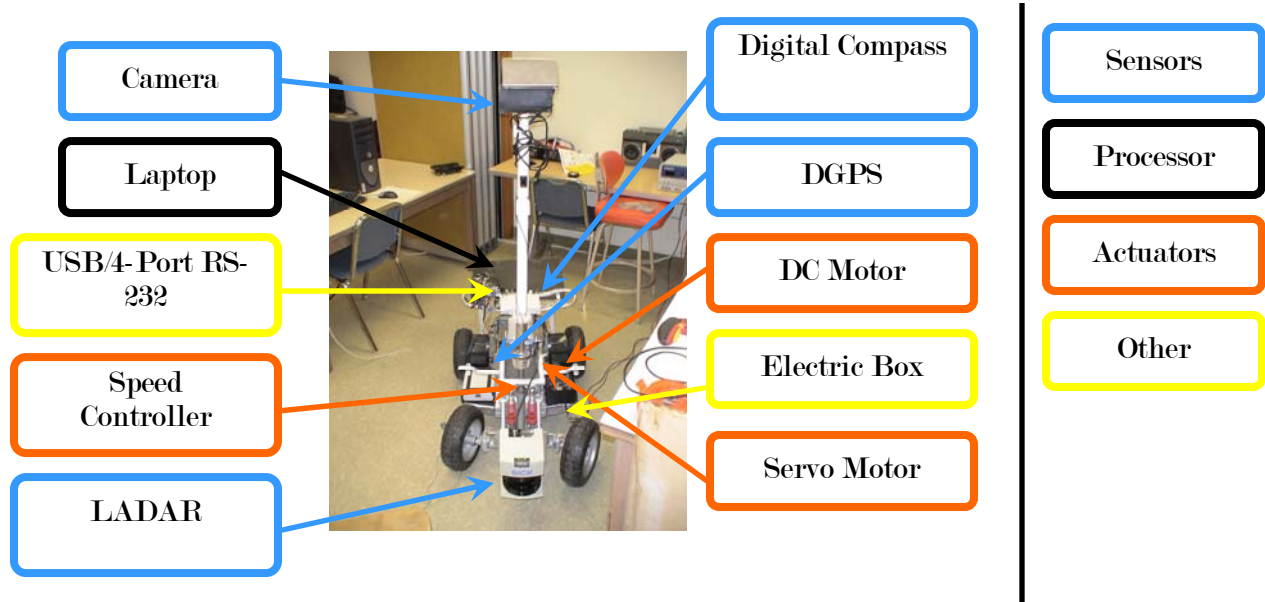 Camera
Laptop
USB/4-Port RS-
232
Speed
Controller
LADAR
SICK
Digital Compass
DGPS
DC Motor
Electric Box
Servo Motor
Sensors
Processor
Actuators
Other